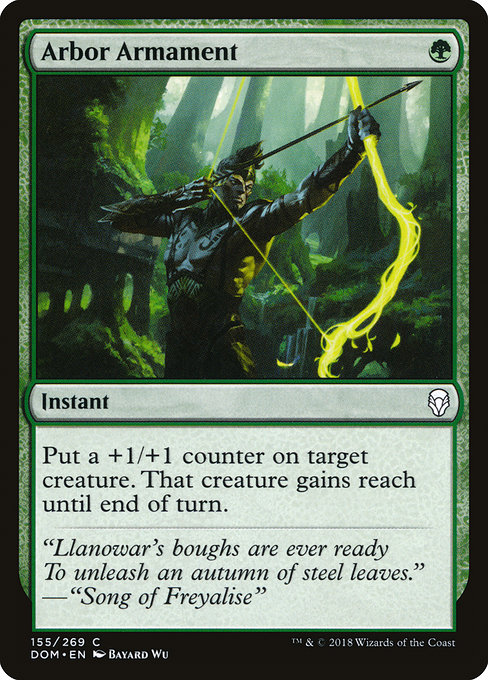 Arbor Armament
Instant
Put a +1/+1 counter on target
creature. That creature gains reach
until end of turn.
“Llanowar’s boughs are ever ready
To unleash an autumn of steel leaves.”
—“Song of Freyalise”
155/269 C
DOM • EN Bayard Wu
™ & © 2018 Wizards of the Coast